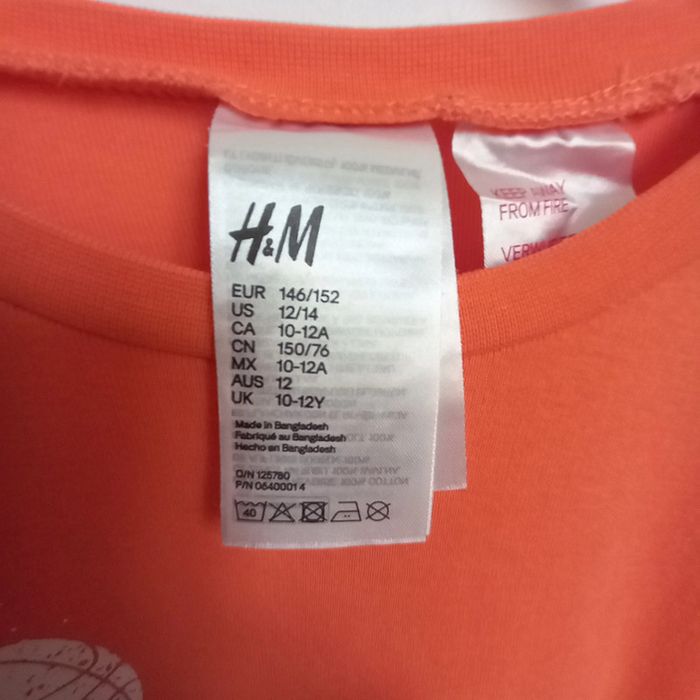 H&M
EUR 146/152
US 12/14
CA 10-12A
CN 150/76
MX 10-12A
AUS 12
UK 10-12Y
Made in Bangladesh
Fabriqué au Bangladesh
Hecho en Bangladesh
O/N 125780
P/N 06400014
40
KEEP AWAY
FROM FIRE